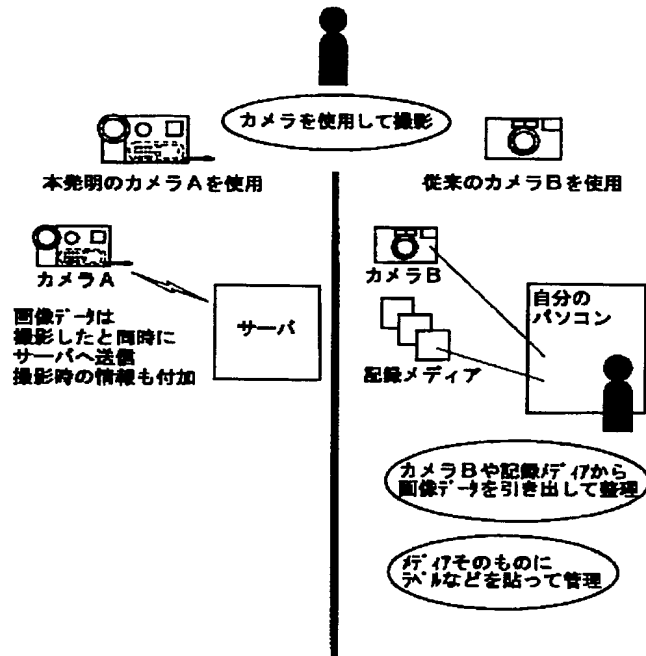 カメラを使用して撮影
本発明のカメラAを使用
従来のカメラBを使用
カメラA
サーバ
画像データは
撮影したと同時に
サーバへ送信
撮影時の情報も付加
カメラB
記録メディア
自分の
パソコン
カメラBや記録メディアから
画像データを引き出して整理
メディアそのものに
ラベルなどを貼って管理